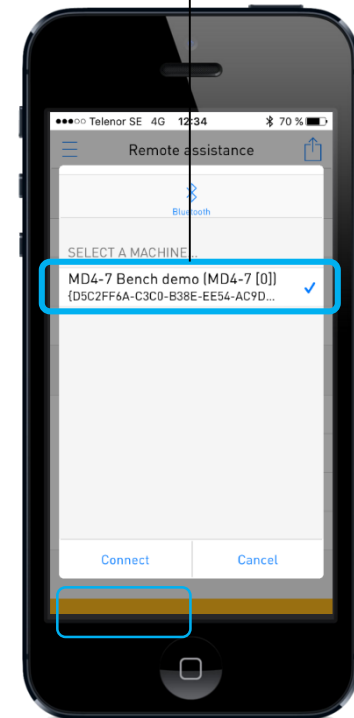 Telenor SE 4G 12:34 70 %
Remote assistance
Bluetooth
SELECT A MACHINE...
MD4-7 Bench demo (MD4-7 [0])
{D5C2FF6A-C3C0-B38E-EE54-AC9D...
Connect Cancel